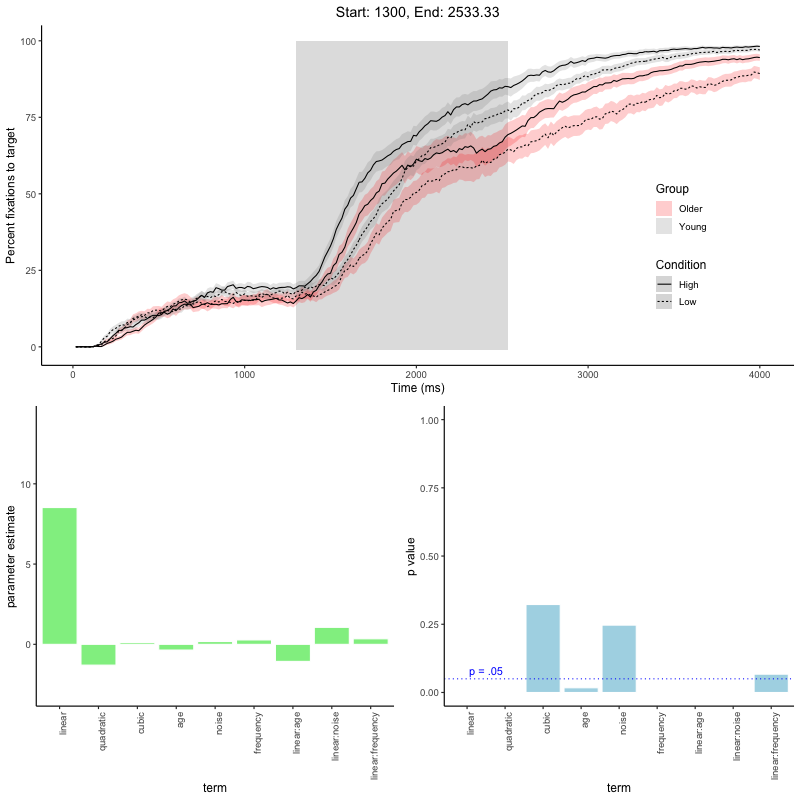 Start: 1300, End: 2533.33
Percent fixations to target
100
75
50
25
0
0
1000
2000
3000
4000
Time (ms)
Group
Older
Young
Condition
High
Low
parameter estimate
10
5
0
linear
quadratic
cubic
age
noise
frequency
linear:age
linear:noise
linear:frequency
term
p value
1.00
0.75
0.50
0.25
0.00
p = .05
linear
quadratic
cubic
age
noise
frequency
linear:age
linear:noise
linear:frequency
term